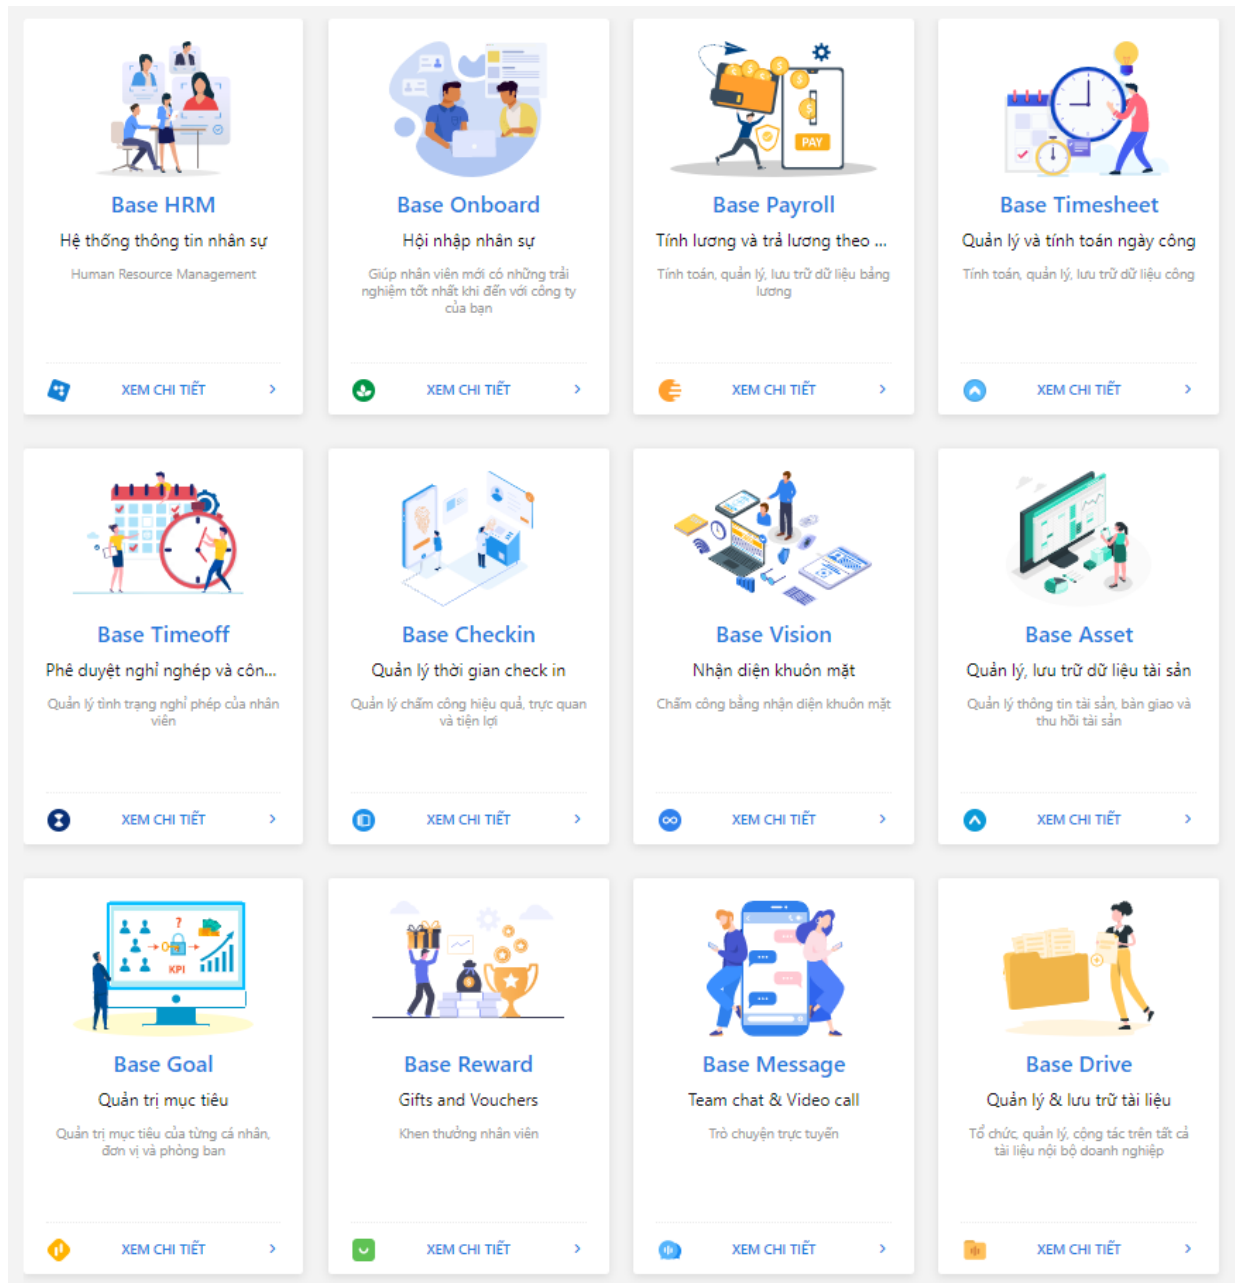 PAY
Base HRM
Hệ thống thông tin nhân sự
Human Resource Management
XEM CHI TIẾT
Base Onboard
Hội nhập nhân sự
Giúp nhân viên mới có những trải
nghiệm tốt nhất khi đến với công ty
của bạn
XEM CHI TIẾT
Base Payroll
Tính lương và trả lương theo ...
Tính toán, quản lý, lưu trữ dữ liệu bảng
lương
XEM CHI TIẾT
Base Timesheet
Quản lý và tính toán ngày công
Tính toán, quản lý, lưu trữ dữ liệu công
XEM CHI TIẾT
Base Timeoff
Phê duyệt nghỉ nghép và côn...
Quản lý tình trạng nghỉ phép của nhân
viên
XEM CHI TIẾT
Base Checkin
Quản lý thời gian check in
Quản lý chấm công hiệu quả, trực quan
và tiện lợi
XEM CHI TIẾT
Base Vision
Nhận diện khuôn mặt
Chấm công bằng nhận diện khuôn mặt
XEM CHI TIẾT
Base Asset
Quản lý, lưu trữ dữ liệu tài sản
Quản lý thông tin tài sản, bàn giao và
thu hồi tài sản
XEM CHI TIẾT
?
KPI
Base Goal
Quản trị mục tiêu
Quản trị mục tiêu của từng cá nhân,
đơn vị và phòng ban
XEM CHI TIẾT
Base Reward
Gifts and Vouchers
Khen thưởng nhân viên
XEM CHI TIẾT
Base Message
Team chat & Video call
Trò chuyện trực tuyến
XEM CHI TIẾT
Base Drive
Quản lý & lưu trữ tài liệu
Tổ chức, quản lý, cộng tác trên tất cả
tài liệu nội bộ doanh nghiệp
XEM CHI TIẾT